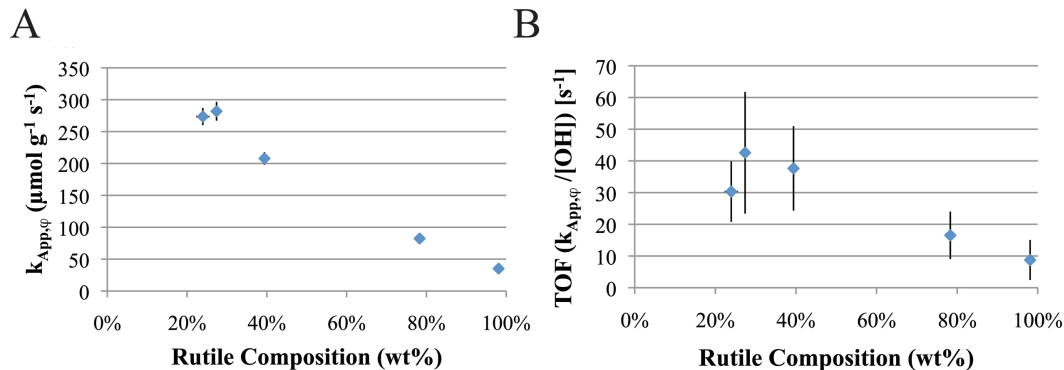 A
k_App,φ (μmol g⁻¹ s⁻¹)
350
300
250
200
150
100
50
0
0% 20% 40% 60% 80% 100%
Rutile Composition (wt%)
B
TOF (k_App,φ /[OH]) [s⁻¹]
70
60
50
40
30
20
10
0
0% 20% 40% 60% 80% 100%
Rutile Composition (wt%)